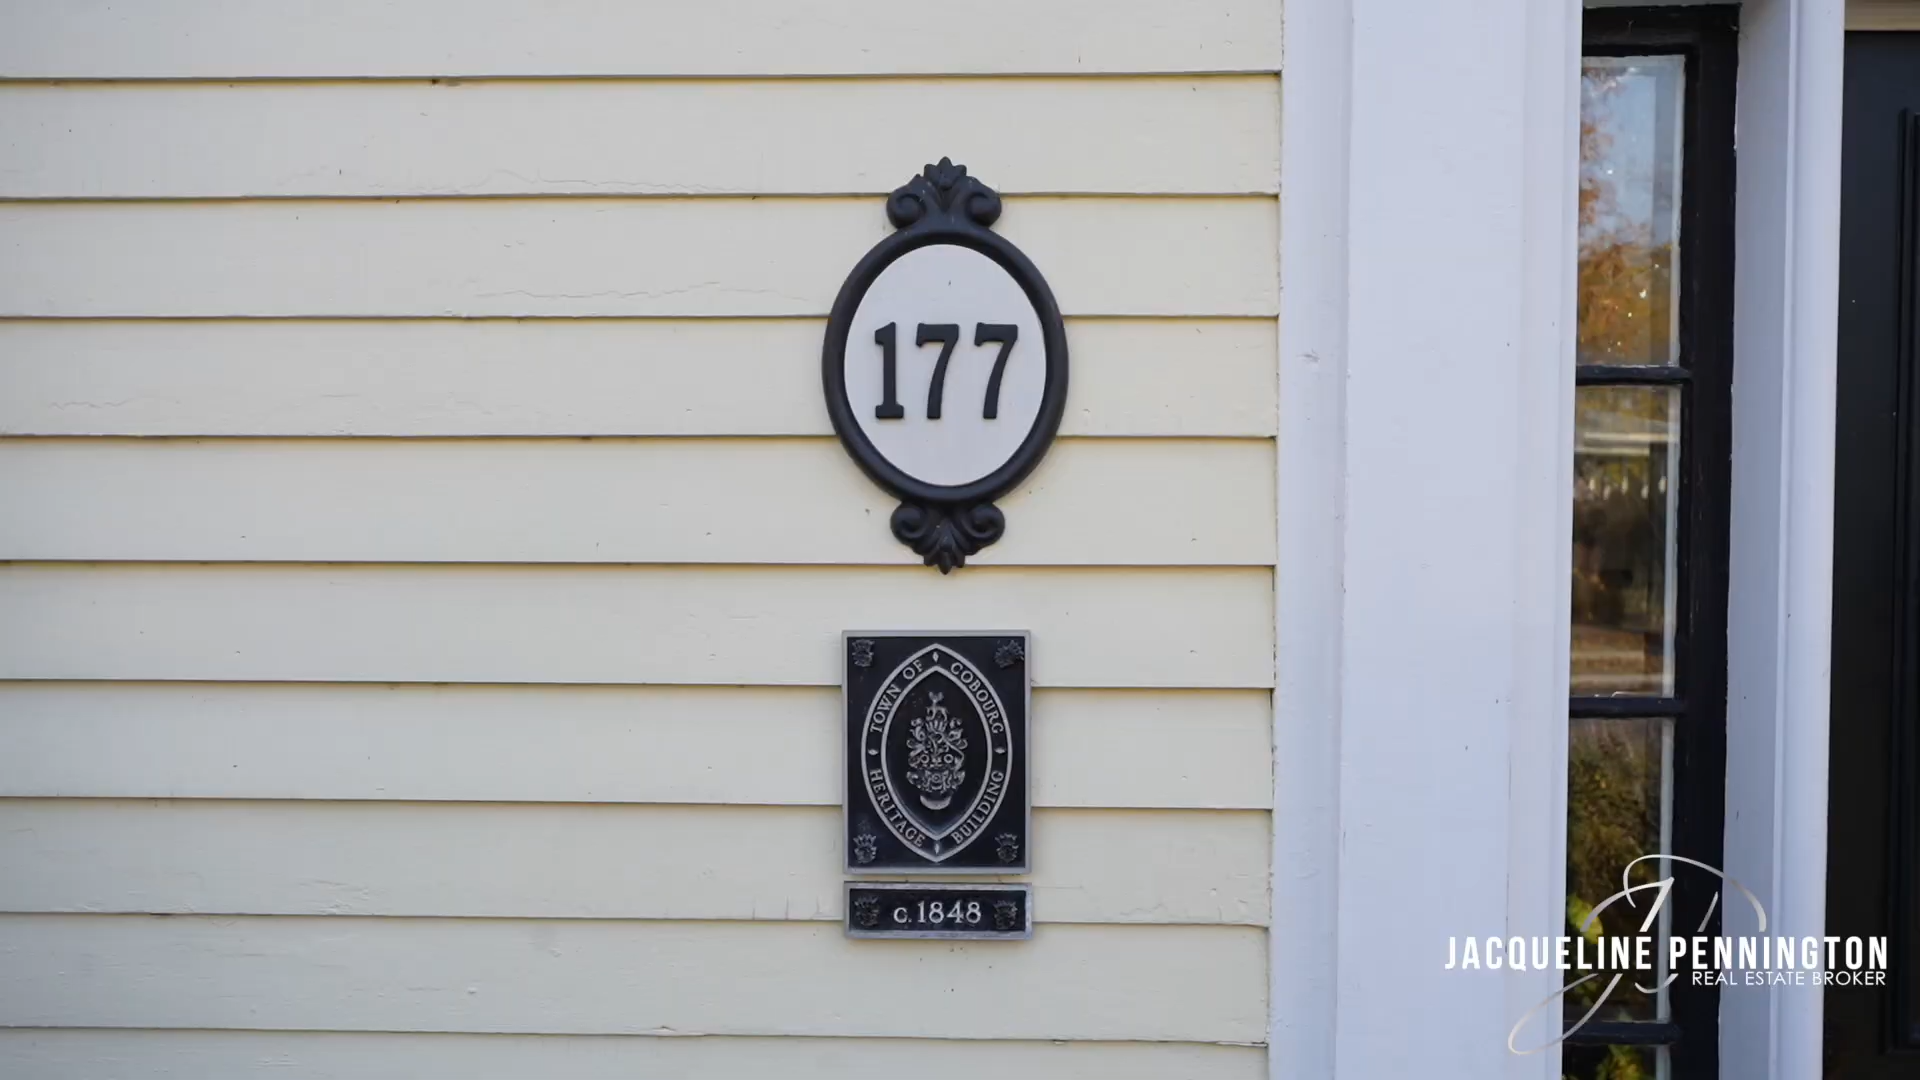 177
TOWN OF COBOURG
HERITAGE BUILDING
c.1848
JACQUELINE PENNINGTON
REAL ESTATE BROKER